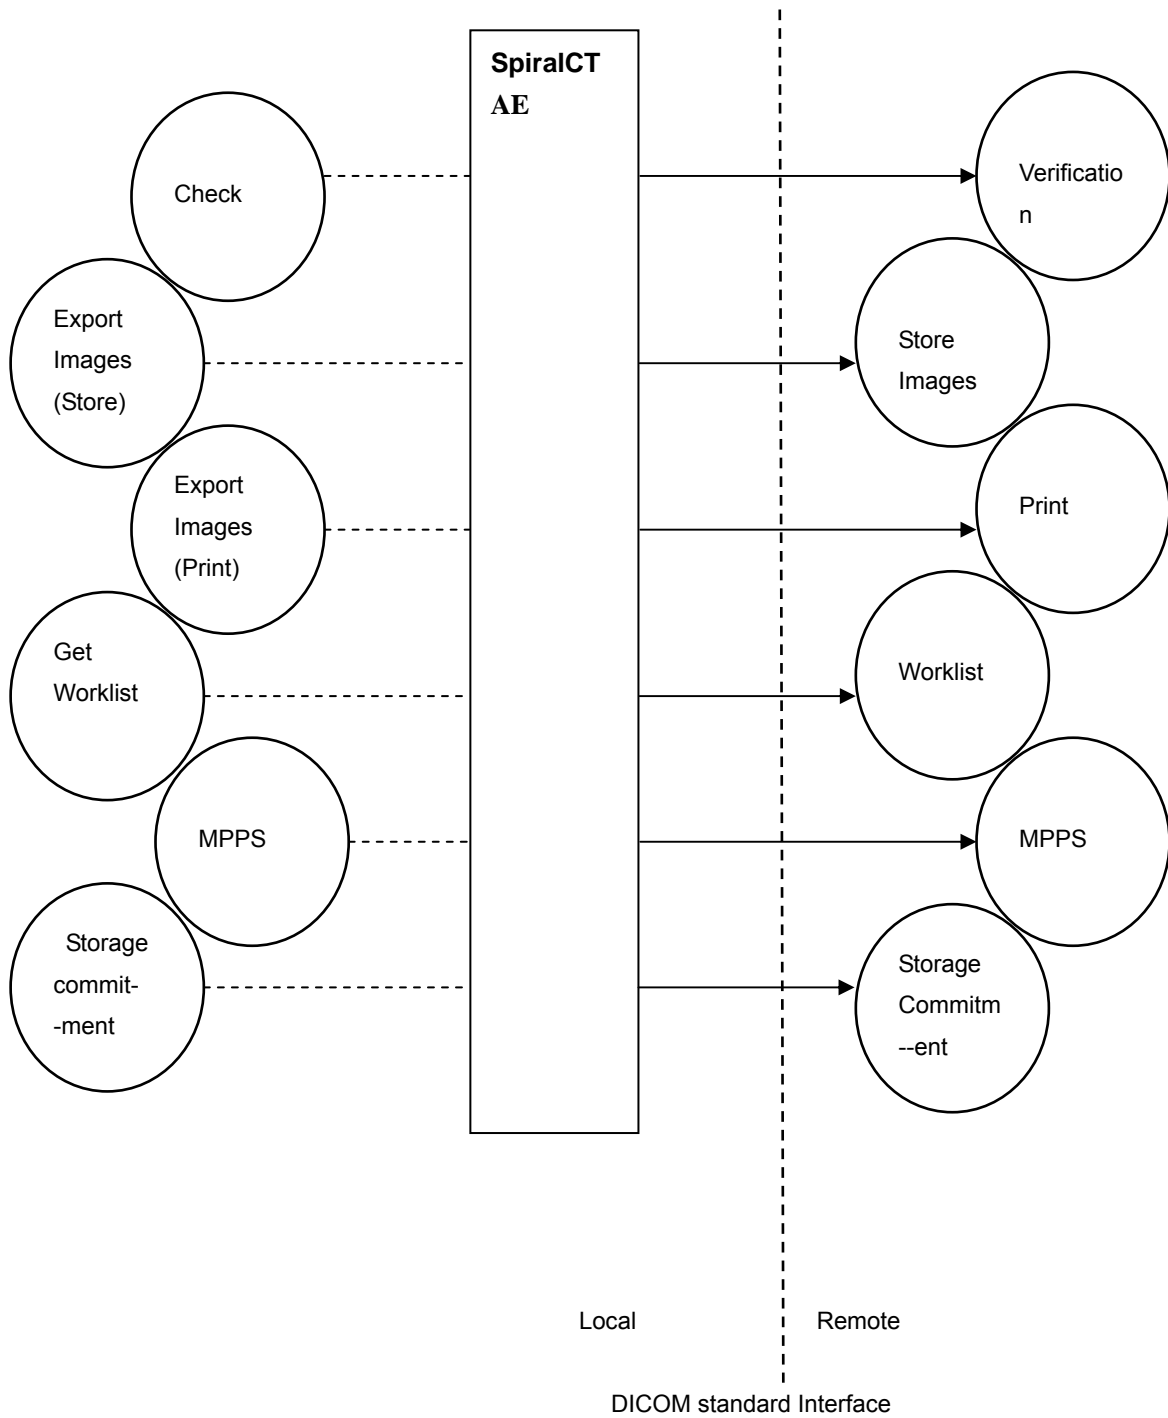 SpiralCT
AE
Check
Verificatio
n
Export
Images
(Store)
Store
Images
Export
Images
(Print)
Print
Get
Worklist
Worklist
MPPS
MPPS
Storage
commit-
-ment
Storage
Commitm
--ent
Local
Remote
DICOM standard Interface